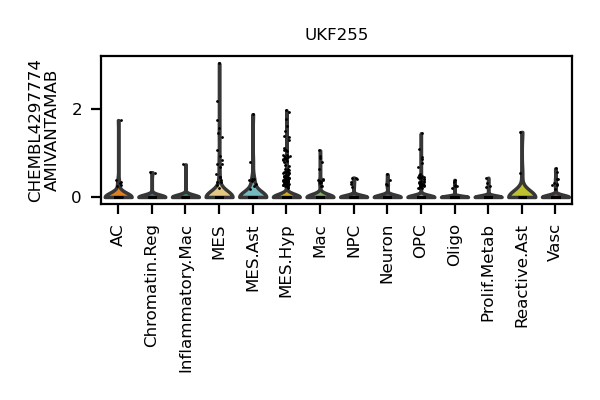 UKF255
CHEMBL4297774
AMIVANTAMAB
2
0
AC
Chromatin.Reg
Inflammatory.Mac
MES
MES.Ast
MES.Hyp
Mac
NPC
Neuron
OPC
Oligo
Prolif.Metab
Reactive.Ast
Vasc